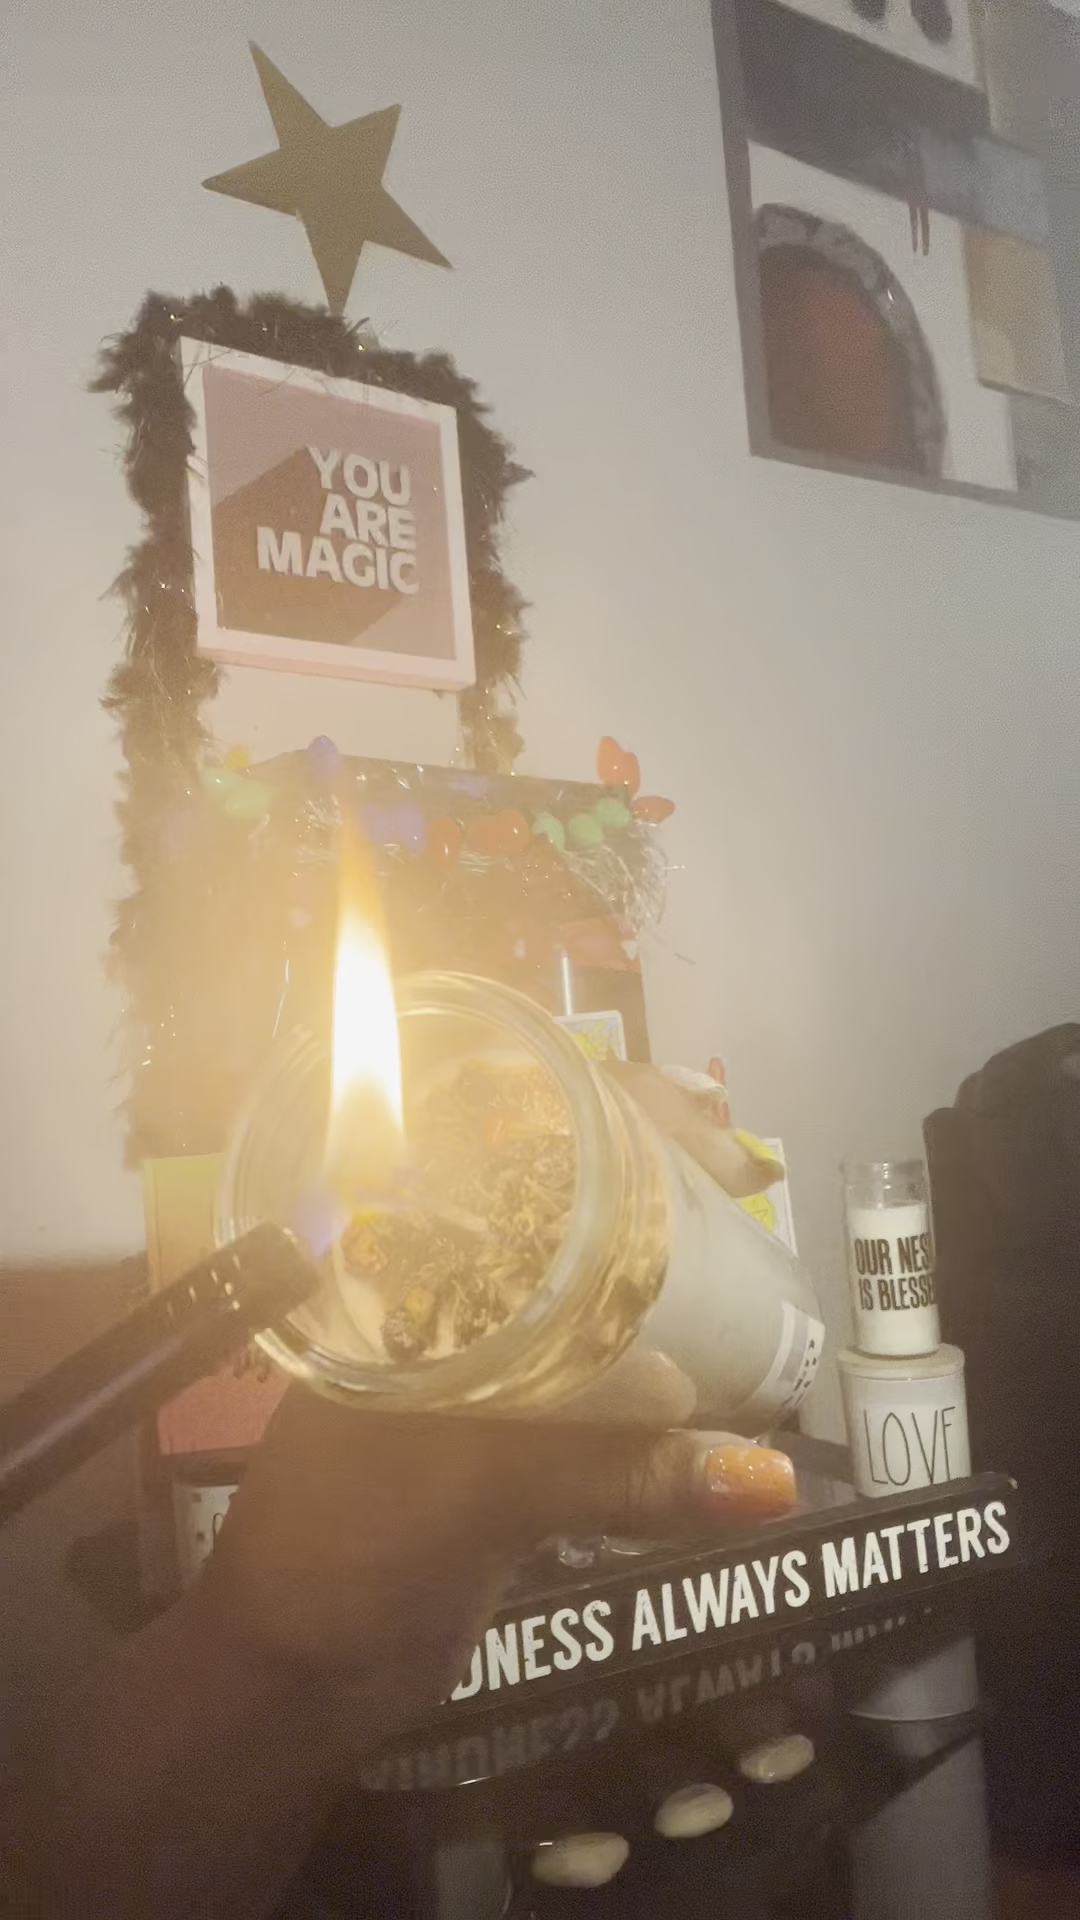 YOU
ARE
MAGIC
OUR NES
IS BLESSE
LOVE
DNESS ALWAYS MATTERS